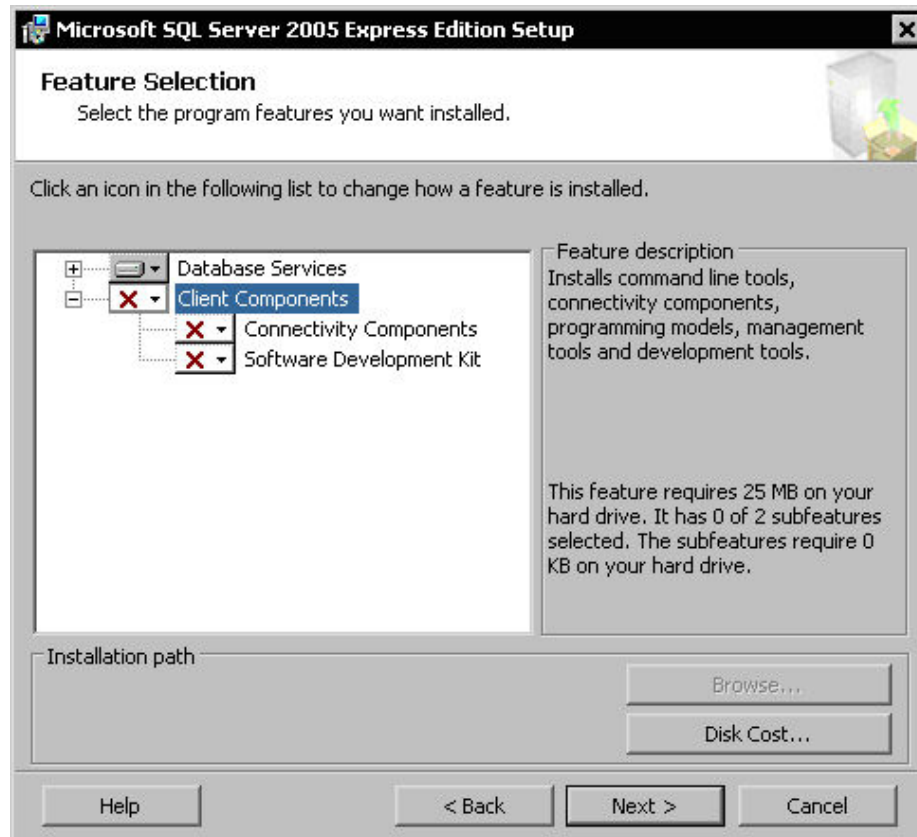 Microsoft SQL Server 2005 Express Edition Setup
Feature Selection
Select the program features you want installed.
Click an icon in the following list to change how a feature is installed.
Database Services
Client Components
Connectivity Components
Software Development Kit
Feature description
Installs command line tools,
connectivity components,
programming models, management
tools and development tools.
This feature requires 25 MB on your
hard drive. It has 0 of 2 subfeatures
selected. The subfeatures require 0
KB on your hard drive.
Installation path
Browse...
Disk Cost...
Help
< Back
Next >
Cancel